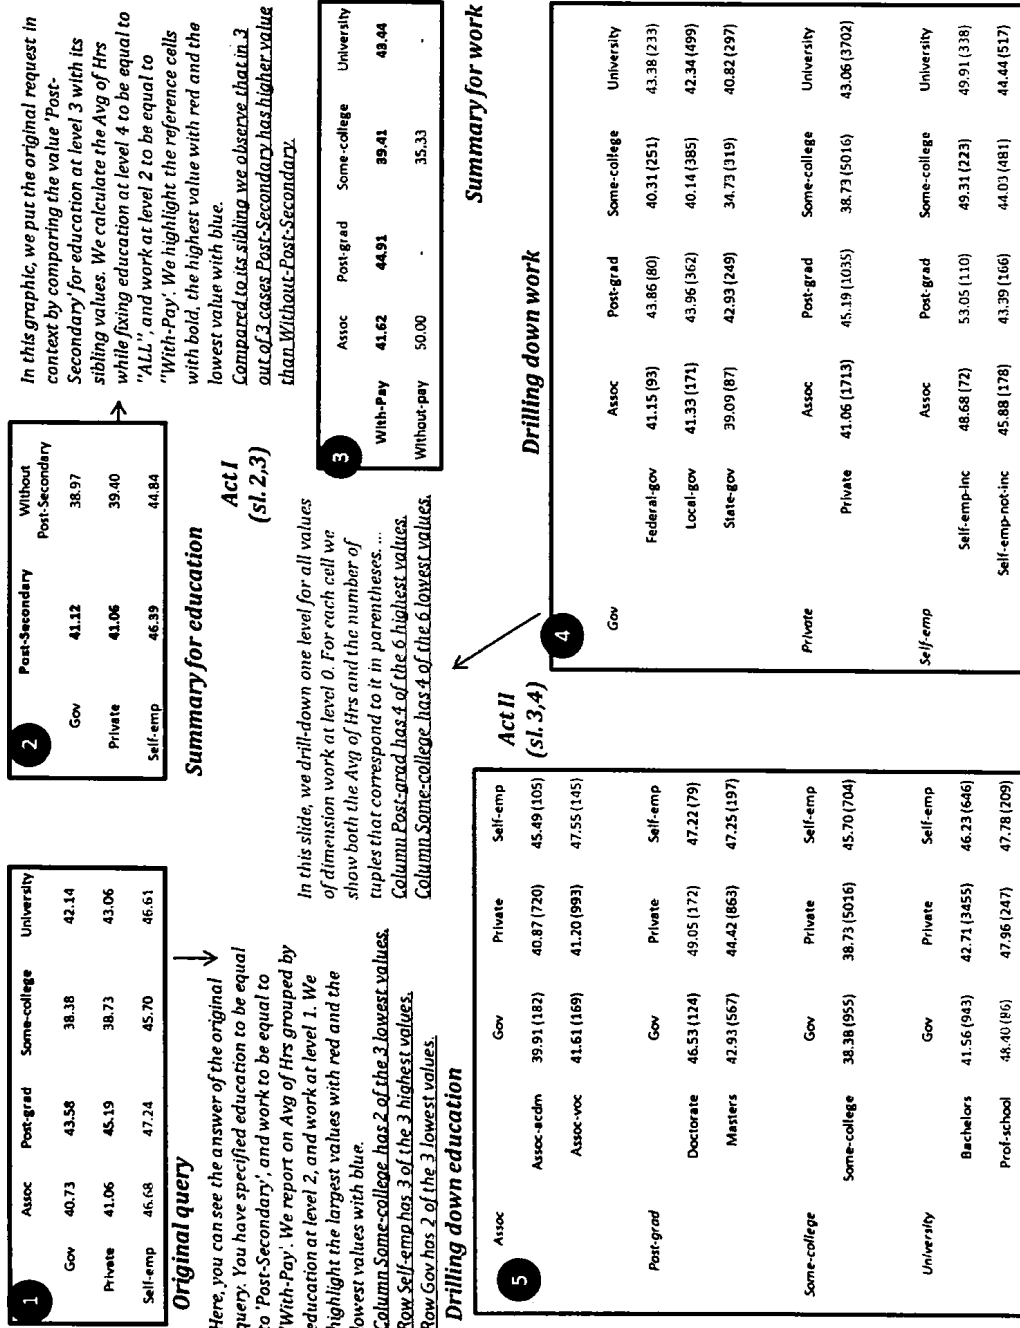 1
Assoc Post-grad Some-college University
Gov 40.73 43.58 38.38 42.14
Private 41.06 45.19 38.73 43.06
Self-emp 46.68 47.24 45.70 46.61
Original query
Here, you can see the answer of the original
query. You have specified education to be equal
to 'Post-Secondary', and work to be equal to
'With-Pay'. We report on Avg of Hrs grouped by
education at level 2, and work at level 1. We
highlight the largest values with red and the
lowest values with blue.
Column Some-college has 2 of the 3 lowest values.
Row Self-emp has 3 of the 3 highest values.
Row Gov has 2 of the 3 lowest values.
2
Post-Secondary Without
Post-Secondary
Gov 41.12 38.97
Private 41.06 39.40
Self-emp 46.39 44.84
Summary for education
Act I
(sl. 2,3)
In this graphic, we put the original request in
context by comparing the value 'Post-
Secondary' for education at level 3 with its
sibling values. We calculate the Avg of Hrs
while fixing education at level 4 to be equal to
"ALL", and work at level 2 to be equal to
"With-Pay'. We highlight the reference cells
with bold, the highest value with red and the
lowest value with blue.
Compared to its sibling we observe that in 3
out of 3 cases Post-Secondary has higher value
than Without-Post-Secondary.
3
Assoc Post-grad Some-college University
With-Pay 41.62 44.91 39.41 43.44
Without-pay 50.00 - 35.33 -
Summary for work
In this slide, we drill-down one level for all values
of dimension work at level 0. For each cell we
show both the Avg of Hrs and the number of
tuples that correspond to it in parentheses. ...
Column Post-grad has 4 of the 6 highest values.
Column Some-college has 4 of the 6 lowest values.
Act II
(sl. 3,4)
Drilling down work
4
Gov Assoc Post-grad Some-college University
Federal-gov 41.15 (93) 43.86 (80) 40.31 (251) 43.38 (233)
Local-gov 41.33 (171) 43.96 (362) 40.14 (385) 42.34 (499)
State-gov 39.09 (87) 42.93 (249) 34.73 (319) 40.82 (297)
Private Assoc Post-grad Some-college University
Private 41.06 (1713) 45.19 (1035) 38.73 (5016) 43.06 (3702)
Self-emp Assoc Post-grad Some-college University
Self-emp-inc 48.68 (72) 53.05 (110) 49.31 (223) 49.91 (338)
Self-emp-not-inc 45.88 (178) 43.39 (166) 44.03 (481) 44.44 (517)
Drilling down education
5
Assoc Gov Private Self-emp
Assoc-acdm 39.91 (182) 40.87 (720) 45.49 (105)
Assoc-voc 41.61 (169) 41.20 (993) 47.55 (145)
Post-grad Gov Private Self-emp
Doctorate 46.53 (124) 49.05 (172) 47.22 (79)
Masters 42.93 (567) 44.42 (863) 47.25 (197)
Some-college Gov Private Self-emp
Some-college 38.38 (955) 38.73 (5016) 45.70 (704)
University Gov Private Self-emp
Bachelors 41.56 (943) 42.71 (3455) 46.23 (646)
Prof-school 48.40 (86) 47.96 (247) 47.78 (209)